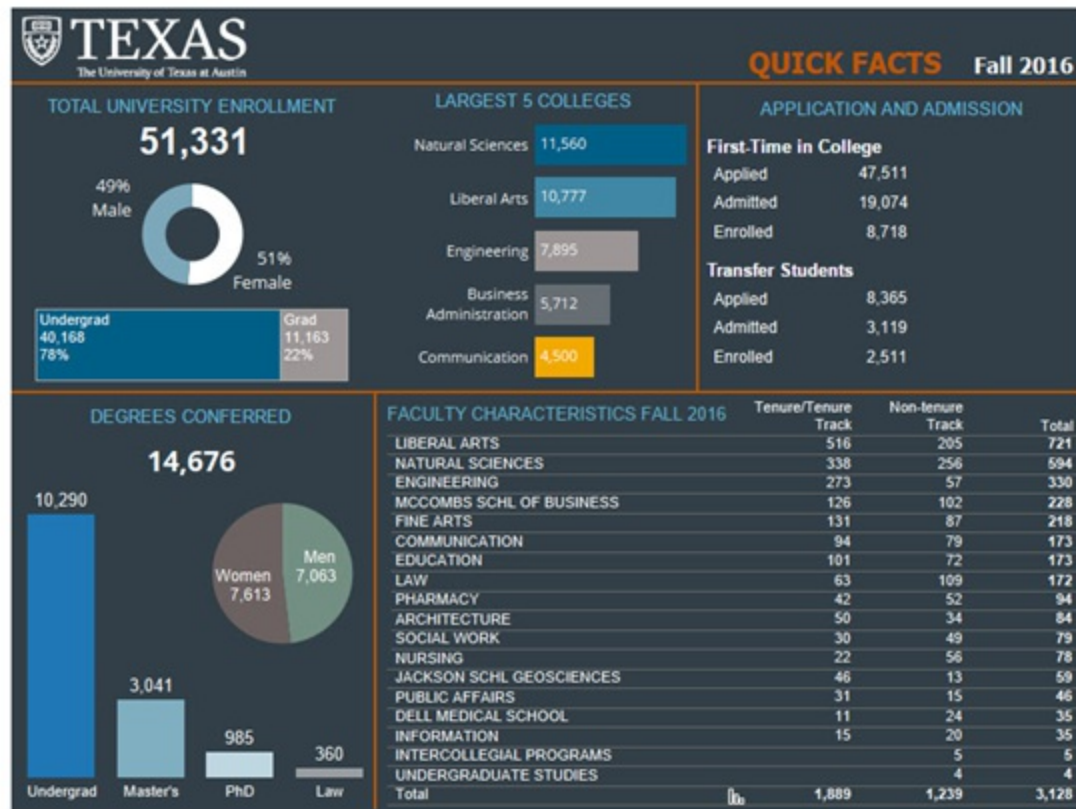 TEXAS
The University of Texas at Austin
QUICK FACTS Fall 2016
TOTAL UNIVERSITY ENROLLMENT
51,331
49%
Male
51%
Female
Undergrad
40,168
78%
Grad
11,163
22%
LARGEST 5 COLLEGES
Natural Sciences 11,560
Liberal Arts 10,777
Engineering 7,895
Business
Administration 5,712
Communication 4,500
APPLICATION AND ADMISSION
First-Time in College
Applied 47,511
Admitted 19,074
Enrolled 8,718
Transfer Students
Applied 8,365
Admitted 3,119
Enrolled 2,511
DEGREES CONFERRED
14,676
10,290
3,041
985
360
Undergrad Master's PhD Law
Women
7,613
Men
7,063
FACULTY CHARACTERISTICS FALL 2016 Tenure/Tenure Non-tenure
Track Track Total
LIBERAL ARTS 516 205 721
NATURAL SCIENCES 338 256 594
ENGINEERING 273 57 330
MCCOMBS SCHL OF BUSINESS 126 102 228
FINE ARTS 131 87 218
COMMUNICATION 94 79 173
EDUCATION 101 72 173
LAW 63 109 172
PHARMACY 42 52 94
ARCHITECTURE 50 34 84
SOCIAL WORK 30 49 79
NURSING 22 56 78
JACKSON SCHL GEOSCIENCES 46 13 59
PUBLIC AFFAIRS 31 15 46
DELL MEDICAL SCHOOL 11 24 35
INFORMATION 15 20 35
INTERCOLLEGIAL PROGRAMS 5 5
UNDERGRADUATE STUDIES 4 4
Total 1,889 1,239 3,128